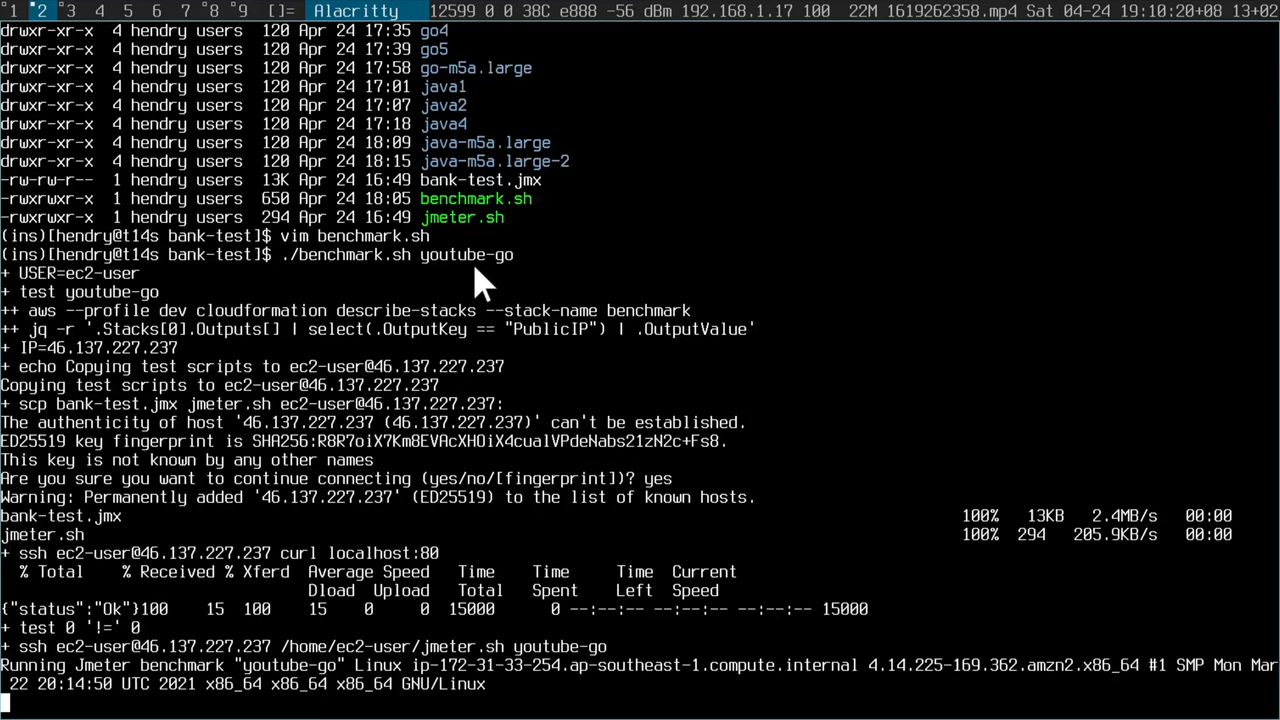 1 2 3 4 5 6 7 8 9 []= Alacritty 12599 0 0 38C e888 -56 dBm 192.168.1.17 100 22M 1619262358.mp4 Sat 04-24 19:10:20+08 13+02
drwxr-xr-x 4 hendry users 120 Apr 24 17:35 go4
drwxr-xr-x 4 hendry users 120 Apr 24 17:39 go5
drwxr-xr-x 4 hendry users 120 Apr 24 17:58 go-m5a.large
drwxr-xr-x 4 hendry users 120 Apr 24 17:01 java1
drwxr-xr-x 4 hendry users 120 Apr 24 17:07 java2
drwxr-xr-x 4 hendry users 120 Apr 24 17:18 java4
drwxr-xr-x 4 hendry users 120 Apr 24 18:09 java-m5a.large
drwxr-xr-x 4 hendry users 120 Apr 24 18:15 java-m5a.large-2
-rw-rw-r-- 1 hendry users 13K Apr 24 16:49 bank-test.jmx
-rwxrwxr-x 1 hendry users 650 Apr 24 18:05 benchmark.sh
-rwxrwxr-x 1 hendry users 294 Apr 24 16:49 jmeter.sh
(ins)[hendry@t14s bank-test]$ vim benchmark.sh
(ins)[hendry@t14s bank-test]$ ./benchmark.sh youtube-go
+ USER=ec2-user
+ test youtube-go
++ aws --profile dev cloudformation describe-stacks --stack-name benchmark
++ jq -r '.Stacks[0].Outputs[] | select(.OutputKey == "PublicIP") | .OutputValue'
+ IP=46.137.227.237
+ echo Copying test scripts to ec2-user@46.137.227.237
Copying test scripts to ec2-user@46.137.227.237
+ scp bank-test.jmx jmeter.sh ec2-user@46.137.227.237:
The authenticity of host '46.137.227.237 (46.137.227.237)' can't be established.
ED25519 key fingerprint is SHA256:R8R7oiX7Km8EVAcXHOiX4cualVPdeNabs21zN2c+Fs8.
This key is not known by any other names
Are you sure you want to continue connecting (yes/no/[fingerprint])? yes
Warning: Permanently added '46.137.227.237' (ED25519) to the list of known hosts.
bank-test.jmx 100% 13KB 2.4MB/s 00:00
jmeter.sh 100% 294 205.9KB/s 00:00
+ ssh ec2-user@46.137.227.237 curl localhost:80
% Total % Received % Xferd Average Speed Time Time Time Current
Dload Upload Total Spent Left Speed
{"status":"Ok"}100 15 100 15 0 0 15000 0 --:--:-- --:--:-- --:--:-- 15000
+ test 0 '!=' 0
+ ssh ec2-user@46.137.227.237 /home/ec2-user/jmeter.sh youtube-go
Running Jmeter benchmark "youtube-go" Linux ip-172-31-33-254.ap-southeast-1.compute.internal 4.14.225-169.362.amzn2.x86_64 #1 SMP Mon Mar
22 20:14:50 UTC 2021 x86_64 x86_64 x86_64 GNU/Linux